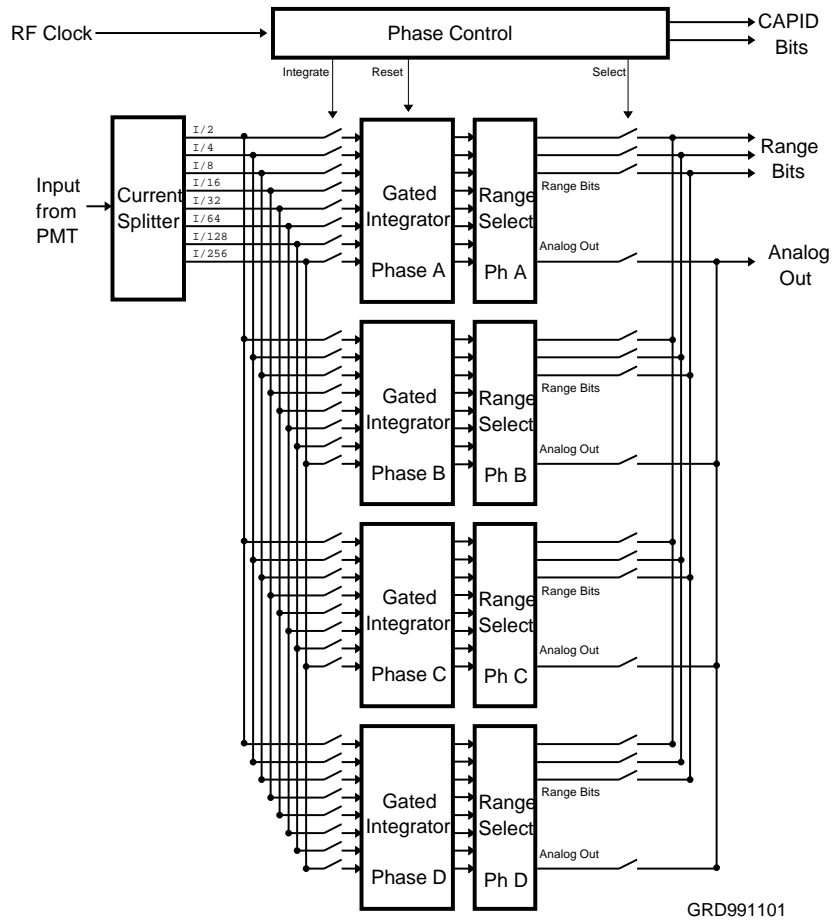 RF Clock
Phase Control
CAPID
Bits
Integrate
Reset
Select
I/2
I/4
I/8
I/16
I/32
I/64
I/128
I/256
Input
from
PMT
Current
Splitter
Gated
Integrator
Phase A
Range
Select
Ph A
Range Bits
Analog Out
Range
Bits
Analog
Out
Gated
Integrator
Phase B
Range
Select
Ph B
Range Bits
Analog Out
Gated
Integrator
Phase C
Range
Select
Ph C
Range Bits
Analog Out
Gated
Integrator
Phase D
Range
Select
Ph D
Range Bits
Analog Out
GRD991101